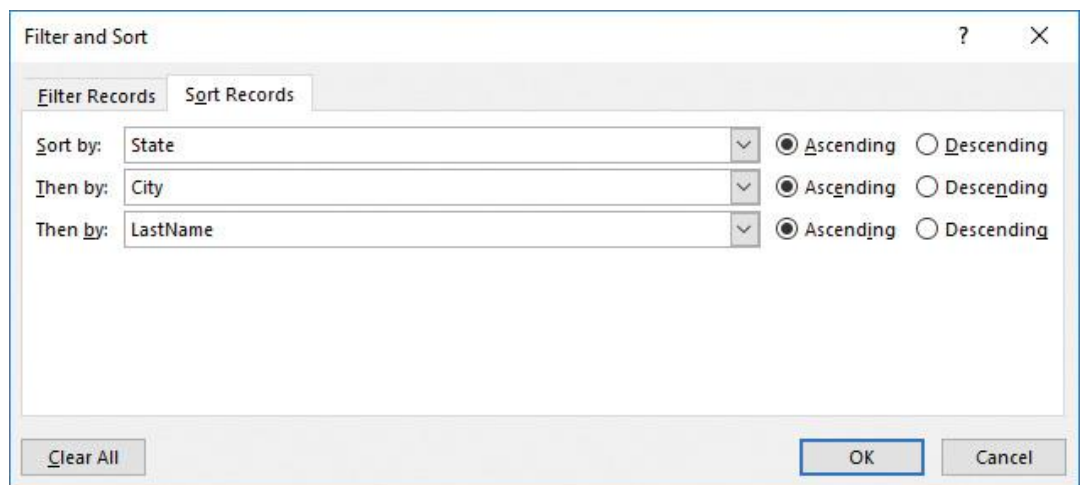 Filter and Sort ?
Filter Records Sort Records
Sort by: State Ascending Descending
Then by: City Ascending Descending
Then by: LastName Ascending Descending
Clear All OK Cancel